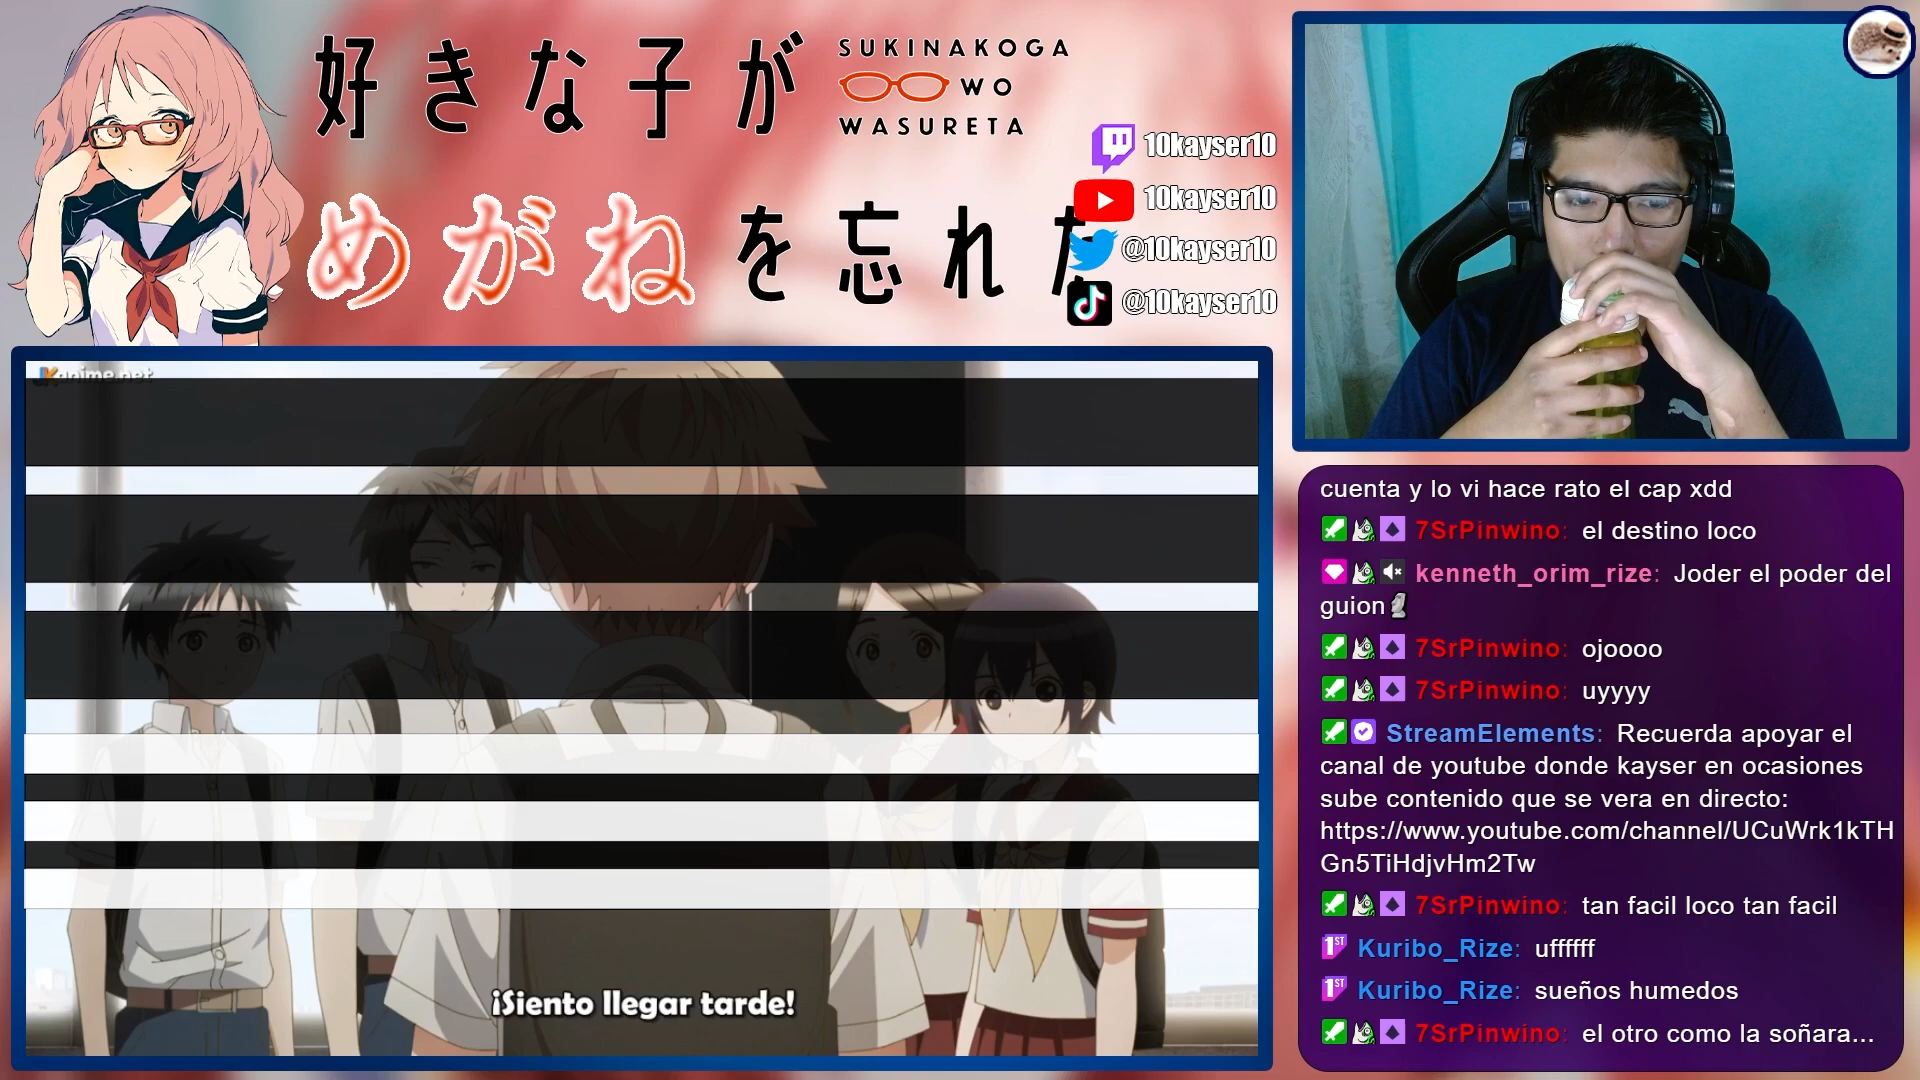 好きな子が
SUKINAKOGA
WO
WASURETA
めがねを忘れた
10kayser10
10kayser10
@10kayser10
@10kayser10
JKanime.net
¡Siento llegar tarde!
cuenta y lo vi hace rato el cap xdd
7SrPinwino: el destino loco
kenneth_orim_rize: Joder el poder del
guion🗿
7SrPinwino: ojoooo
7SrPinwino: uyyyy
StreamElements: Recuerda apoyar el
canal de youtube donde kayser en ocasiones
sube contenido que se vera en directo:
https://www.youtube.com/channel/UCuWrk1kTH
Gn5TiHdjvHm2Tw
7SrPinwino: tan facil loco tan facil
1ST Kuribo_Rize: uffffff
1ST Kuribo_Rize: sueños humedos
7SrPinwino: el otro como la soñara...